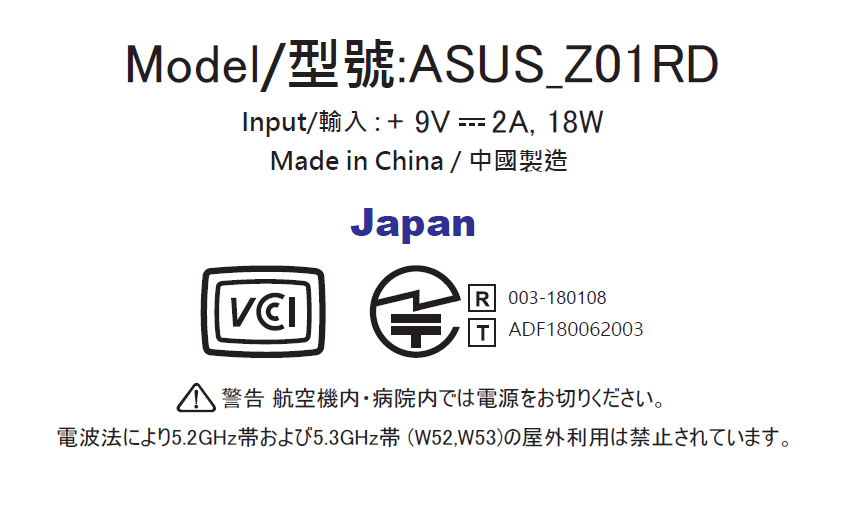 Model/型號:ASUS_Z01RD
Input/輸入 : + 9V ⎓ 2A, 18W
Made in China / 中國製造
Japan
VCCI
R 003-180108
T ADF180062003
警告 航空機内・病院内では電源をお切りください。
電波法により5.2GHz帯および5.3GHz帯 (W52,W53)の屋外利用は禁止されています。